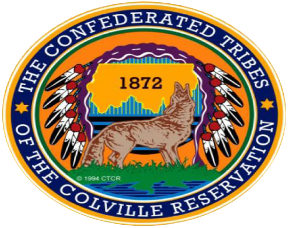 THE CONFEDERATED TRIBES
1872
© 1994 CTCR
OF THE COLVILLE RESERVATION